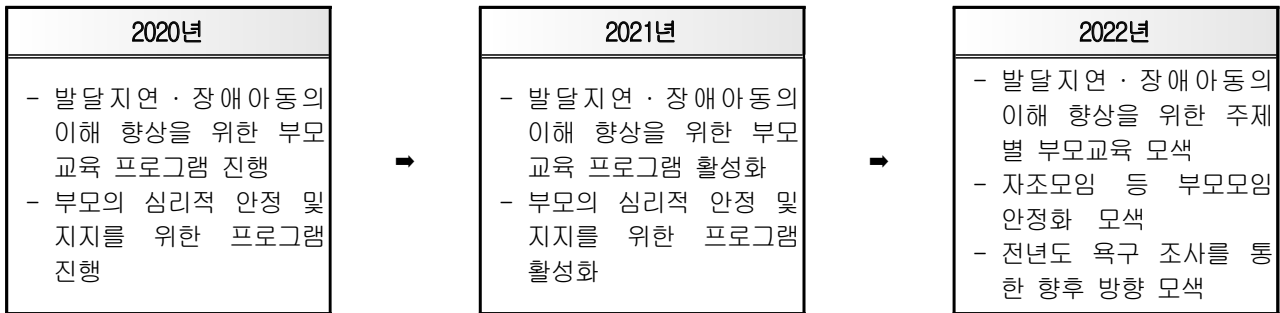 2020년
- 발달지연 · 장애아동의
이해 향상을 위한 부모
교육 프로그램 진행
- 부모의 심리적 안정 및
지지를 위한 프로그램
진행
➡
2021년
- 발달지연 · 장애아동의
이해 향상을 위한 부모
교육 프로그램 활성화
- 부모의 심리적 안정 및
지지를 위한 프로그램
활성화
➡
2022년
- 발달지연 · 장애아동의
이해 향상을 위한 주제
별 부모교육 모색
- 자조모임 등 부모모임
안정화 모색
- 전년도 욕구 조사를 통
한 향후 방향 모색